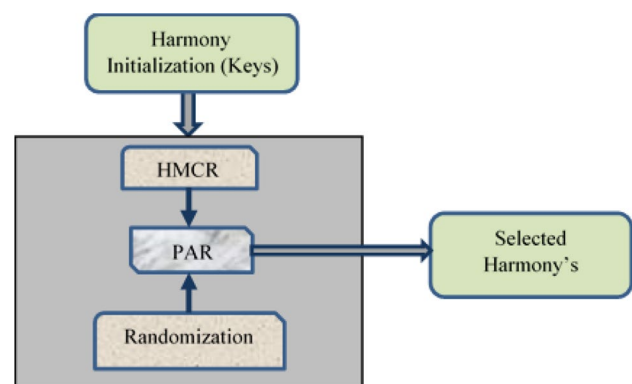 Harmony
Initialization (Keys)
HMCR
PAR
Selected
Harmony's
Randomization